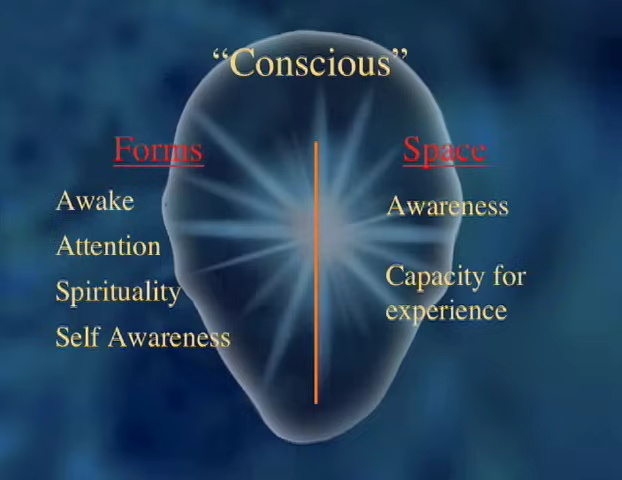 “Conscious”
Forms
Awake
Attention
Spirituality
Self Awareness
Space
Awareness
Capacity for
experience